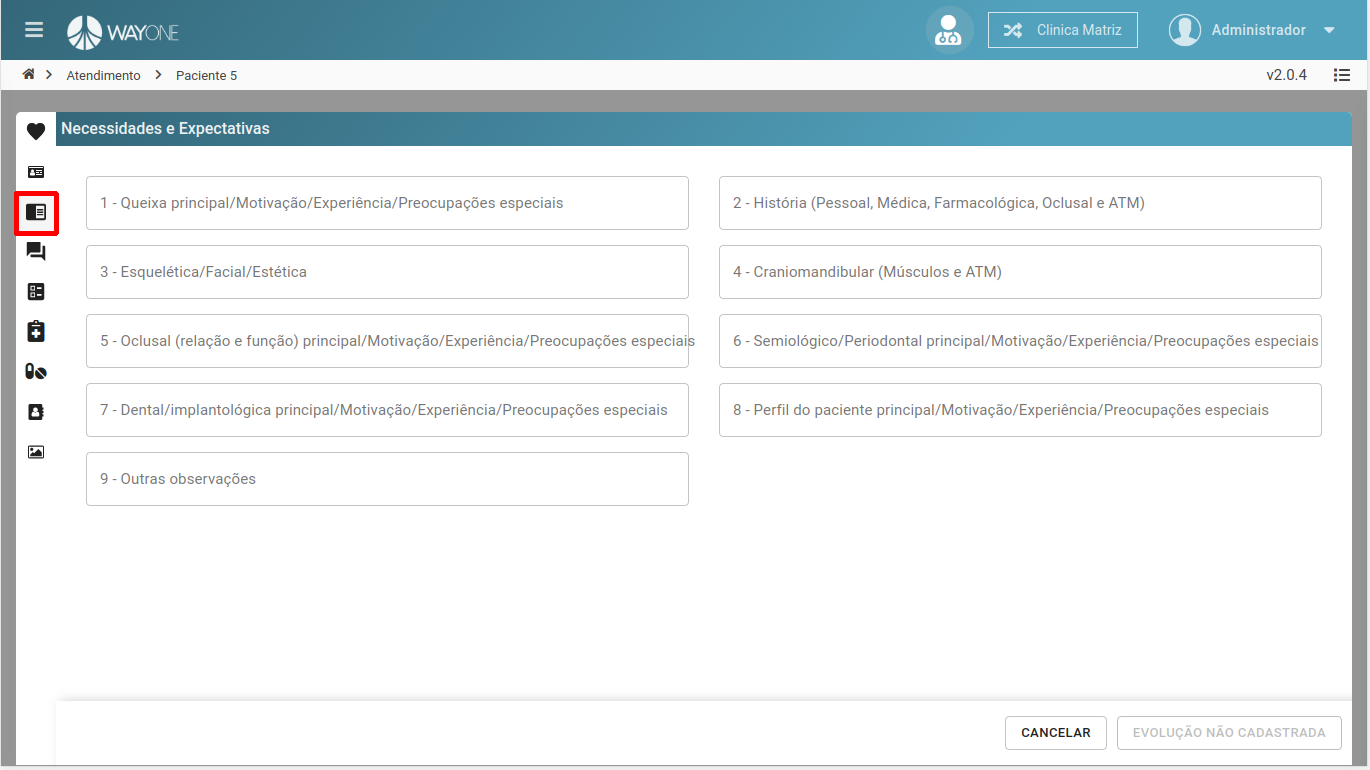 WAYONE
Clinica Matriz
Administrador
Atendimento
Paciente 5
v2.0.4
Necessidades e Expectativas
1 - Queixa principal/Motivação/Experiência/Preocupações especiais
2 - História (Pessoal, Médica, Farmacológica, Oclusal e ATM)
3 - Esquelética/Facial/Estética
4 - Craniomandibular (Músculos e ATM)
5 - Oclusal (relação e função) principal/Motivação/Experiência/Preocupações especiais
6 - Semiológico/Periodontal principal/Motivação/Experiência/Preocupações especiais
7 - Dental/implantológica principal/Motivação/Experiência/Preocupações especiais
8 - Perfil do paciente principal/Motivação/Experiência/Preocupações especiais
9 - Outras observações
CANCELAR
EVOLUÇÃO NÃO CADASTRADA